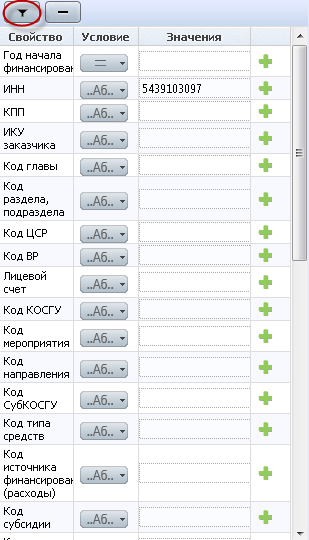 Свойство Условие Значения
Год начала
финансирован
=
ИНН ..Аб.. 5439103097
КПП ..Аб..
ИКУ
заказчика
..Аб..
Код главы ..Аб..
Код
раздела,
подраздела
..Аб..
Код ЦСР ..Аб..
Код ВР ..Аб..
Лицевой
счет
..Аб..
Код КОСГУ ..Аб..
Код
мероприятия
..Аб..
Код
направления
..Аб..
Код
СубКОСГУ
..Аб..
Код типа
средств
..Аб..
Код
источника
финансирован
(расходы)
..Аб..
Код
субсидии
..Аб..